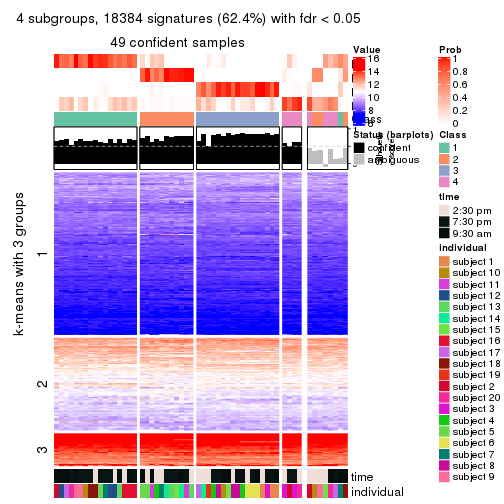 4 subgroups, 18384 signatures (62.4%) with fdr < 0.05
49 confident samples
k-means with 3 groups
1
2
3
time
individual
Value
16
14
12
10
8
6
Status (barplots)
confident
ambiguous
Prob
1
0.8
0.6
0.4
0.2
0
Class
1
2
3
4
time
2:30 pm
7:30 pm
9:30 am
individual
subject 1
subject 10
subject 11
subject 12
subject 13
subject 14
subject 15
subject 16
subject 17
subject 18
subject 19
subject 2
subject 20
subject 3
subject 4
subject 5
subject 6
subject 7
subject 8
subject 9